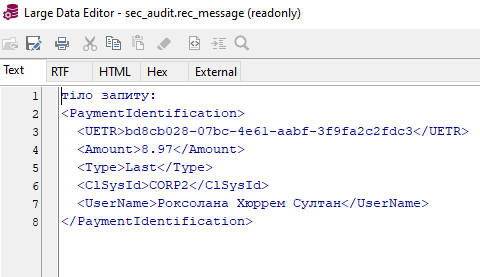 Large Data Editor - sec_audit.rec_message (readonly)
Text RTF HTML Hex External
1 тіло запиту:
2 <PaymentIdentification>
3 <UETR>bd8cb028-07bc-4e61-aabf-3f9fa2c2fdc3</UETR>
4 <Amount>8.97</Amount>
5 <Type>Last</Type>
6 <ClSysId>CORP2</ClSysId>
7 <UserName>Роксолана Хюррем Султан</UserName>
8 </PaymentIdentification>